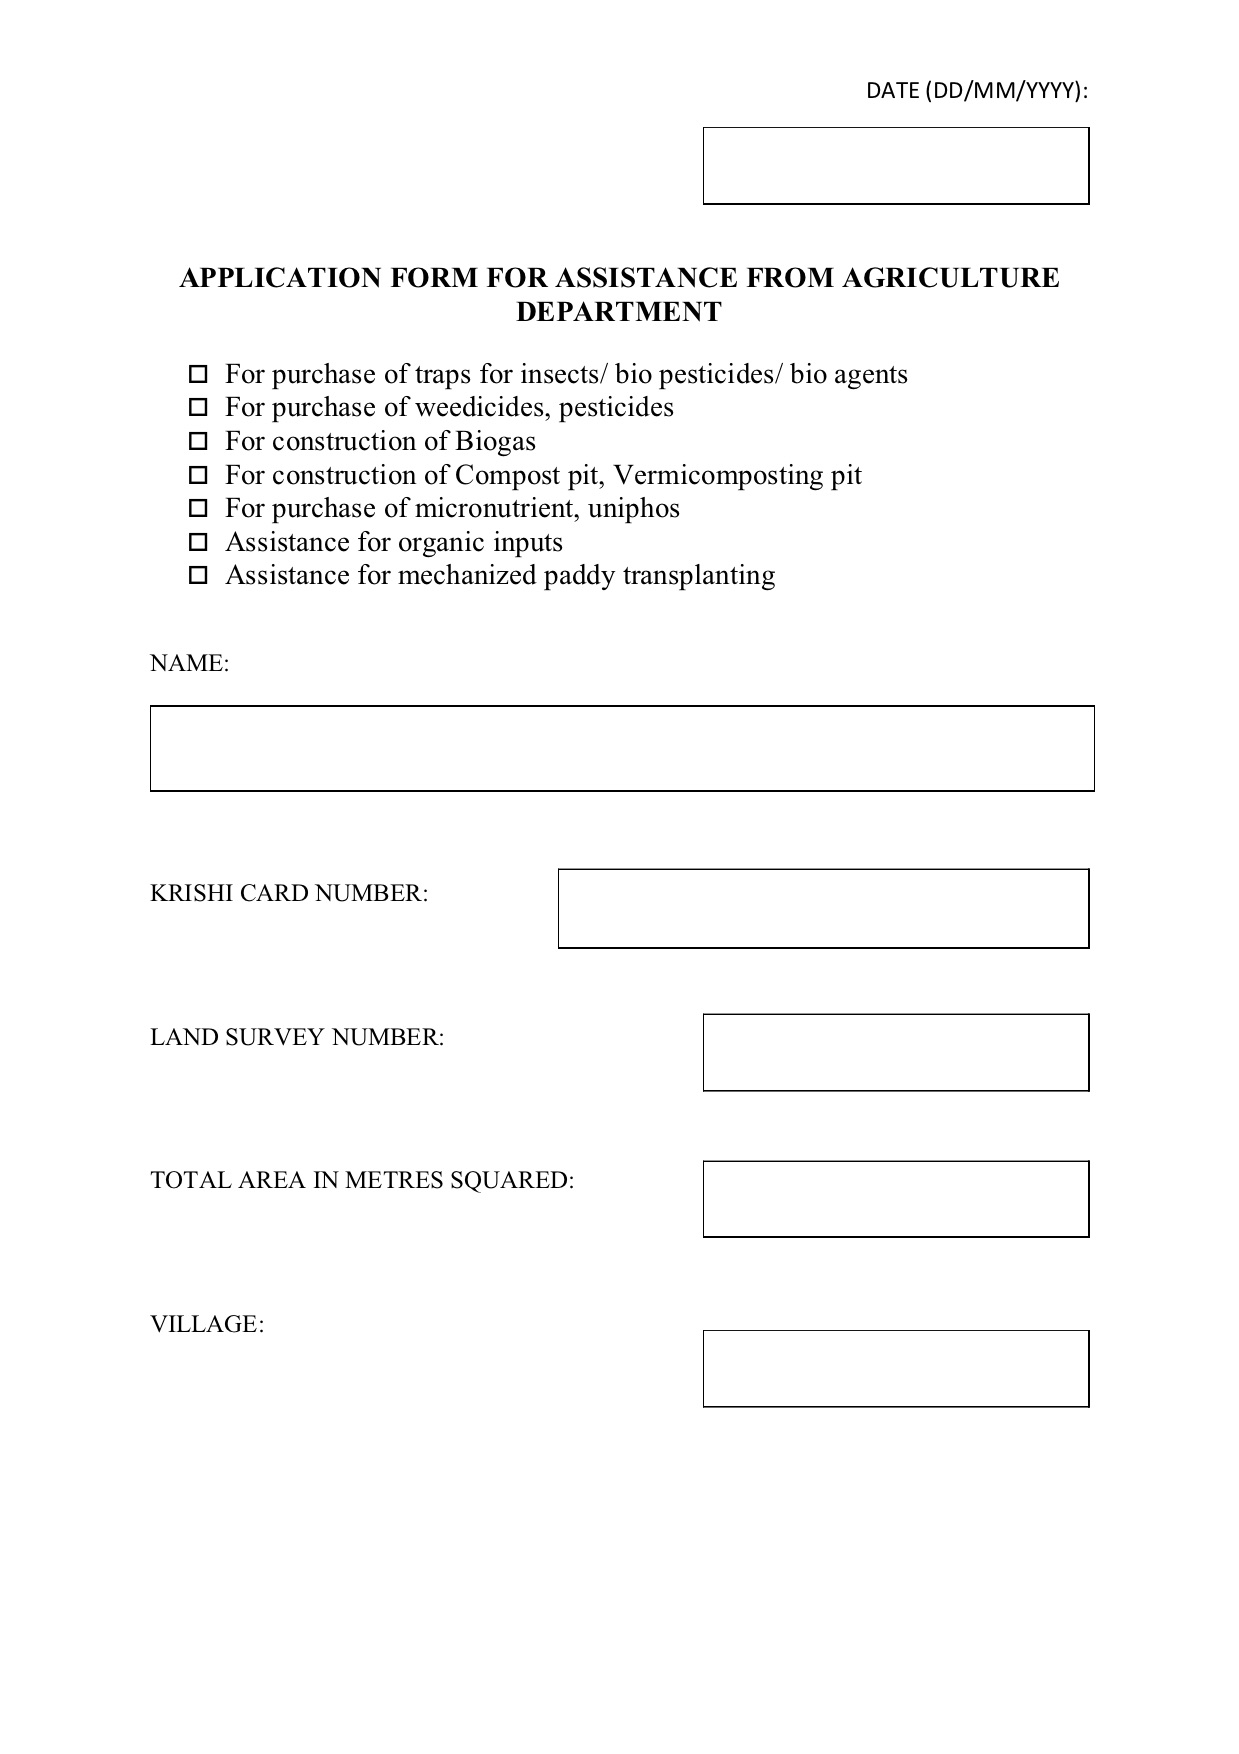 DATE (DD/MM/YYYY):
APPLICATION FORM FOR ASSISTANCE FROM AGRICULTURE
DEPARTMENT
☐ For purchase of traps for insects/ bio pesticides/ bio agents
☐ For purchase of weedicides, pesticides
☐ For construction of Biogas
☐ For construction of Compost pit, Vermicomposting pit
☐ For purchase of micronutrient, uniphos
☐ Assistance for organic inputs
☐ Assistance for mechanized paddy transplanting
NAME:
KRISHI CARD NUMBER:
LAND SURVEY NUMBER:
TOTAL AREA IN METRES SQUARED:
VILLAGE: